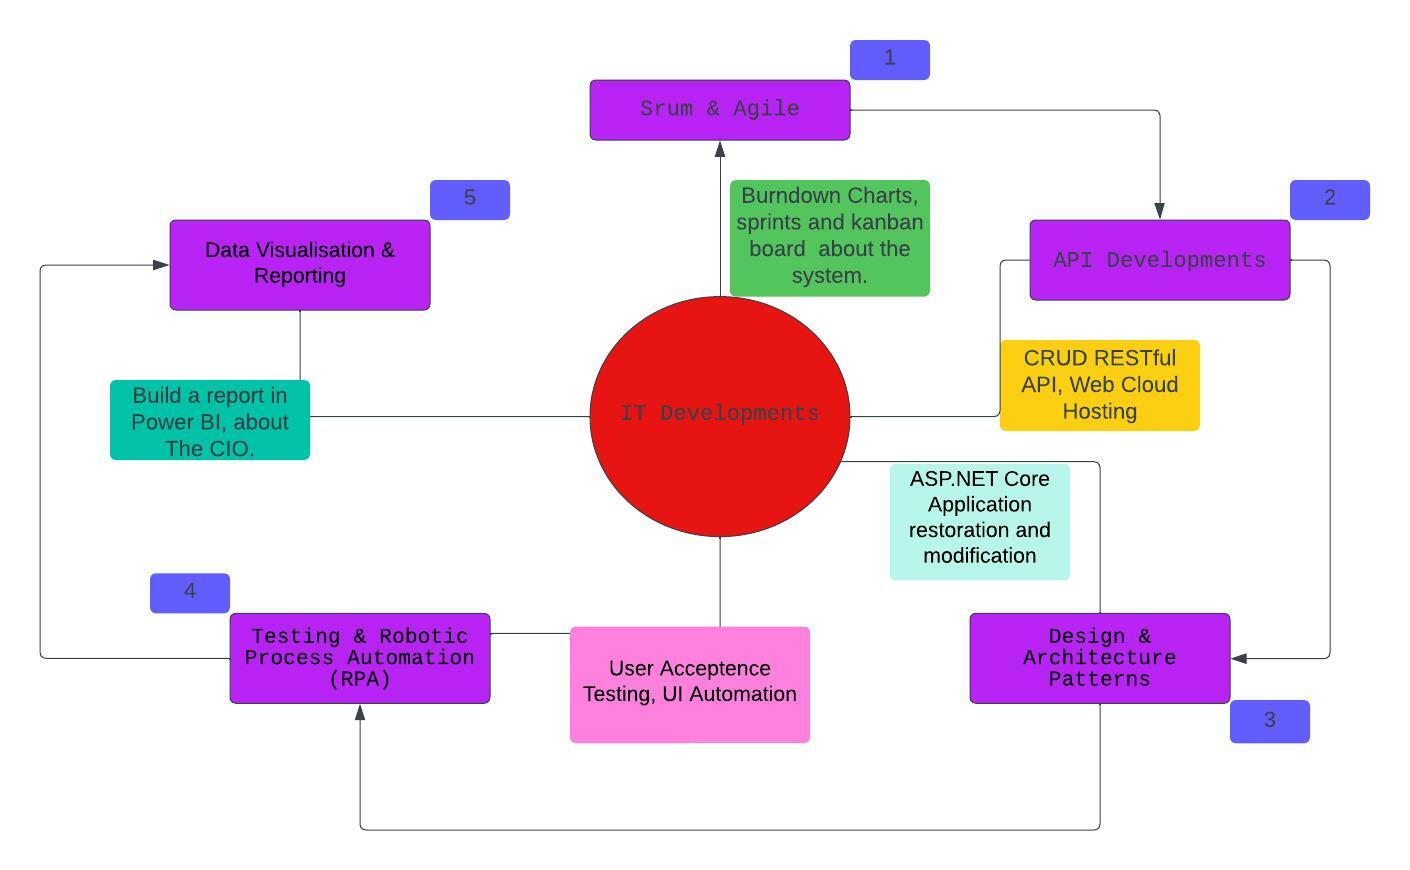 1
Srum & Agile
5
2
Burndown Charts,
sprints and kanban
board  about the
system.
Data Visualisation &
Reporting
API Developments
CRUD RESTful
API, Web Cloud
Hosting
Build a report in
Power BI, about
The CIO.
IT Developments
ASP.NET Core
Application
restoration and
modification
4
Testing & Robotic
Process Automation
(RPA)
User Acceptence
Testing, UI Automation
Design &
Architecture
Patterns
3